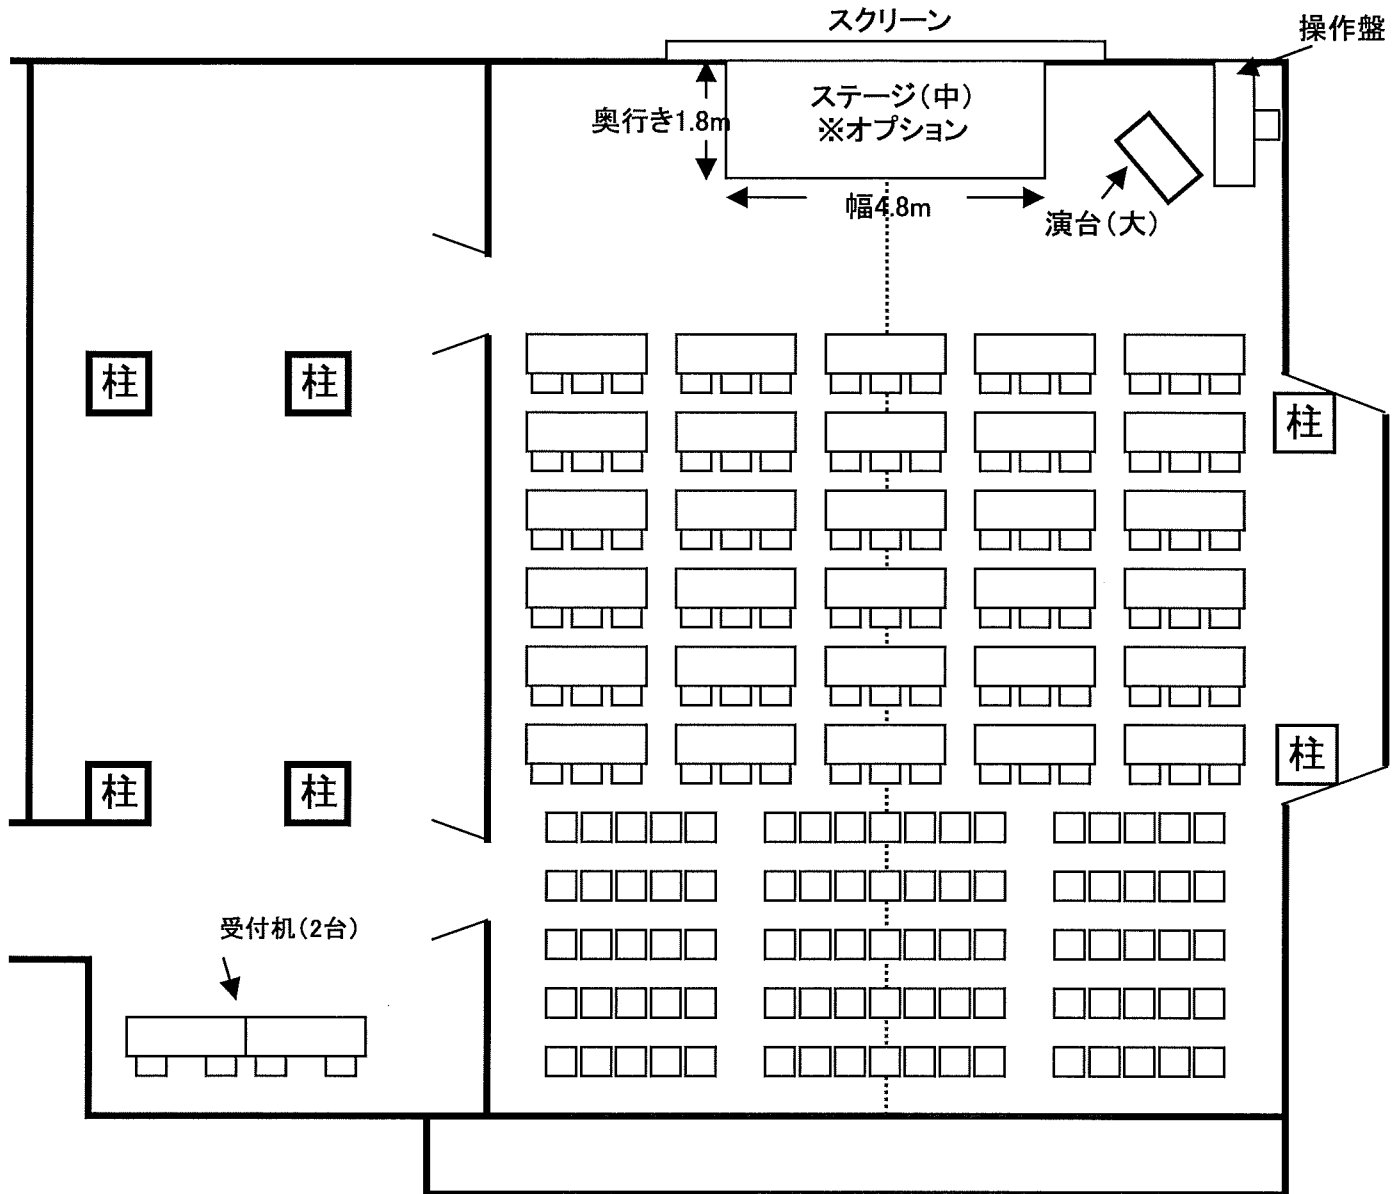 スクリーン
操作盤
ステージ(中)
※オプション
奥行き1.8m
幅4.8m
演台(大)
柱
柱
柱
柱
柱
柱
受付机(2台)